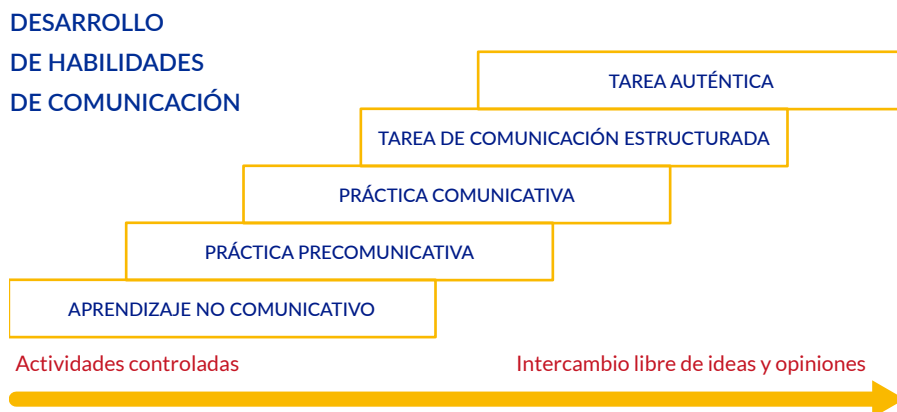 DESARROLLO
DE HABILIDADES
DE COMUNICACIÓN
TAREA AUTÉNTICA
TAREA DE COMUNICACIÓN ESTRUCTURADA
PRÁCTICA COMUNICATIVA
PRÁCTICA PRECOMUNICATIVA
APRENDIZAJE NO COMUNICATIVO
Actividades controladas
Intercambio libre de ideas y opiniones